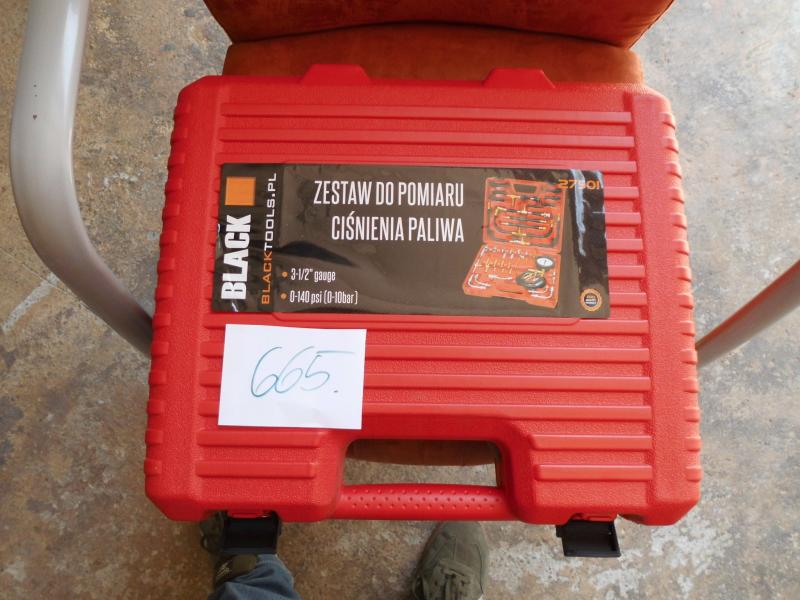 BLACK
BLACKTOOLS.PL
ZESTAW DO POMIARU
CIŚNIENIA PALIWA
27901
• 3-1/2" gauge
• 0-140 psi (0-10bar)
665.